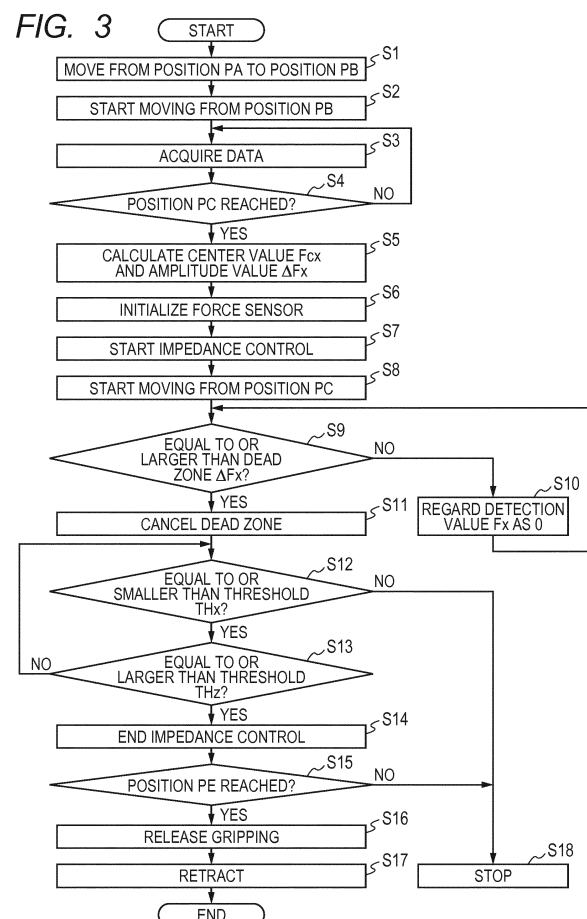 FIG. 3
START
S1
MOVE FROM POSITION PA TO POSITION PB
S2
START MOVING FROM POSITION PB
S3
ACQUIRE DATA
S4
POSITION PC REACHED?
NO
YES
S5
CALCULATE CENTER VALUE Fcx
AND AMPLITUDE VALUE ΔFx
S6
INITIALIZE FORCE SENSOR
S7
START IMPEDANCE CONTROL
S8
START MOVING FROM POSITION PC
S9
EQUAL TO OR
LARGER THAN DEAD
ZONE ΔFx?
NO
YES
S10
REGARD DETECTION
VALUE Fx AS 0
S11
CANCEL DEAD ZONE
S12
EQUAL TO OR
SMALLER THAN THRESHOLD
THx?
NO
YES
S13
EQUAL TO OR
LARGER THAN THRESHOLD
THz?
NO
YES
S14
END IMPEDANCE CONTROL
S15
POSITION PE REACHED?
NO
YES
S16
RELEASE GRIPPING
S17
RETRACT
S18
STOP
END